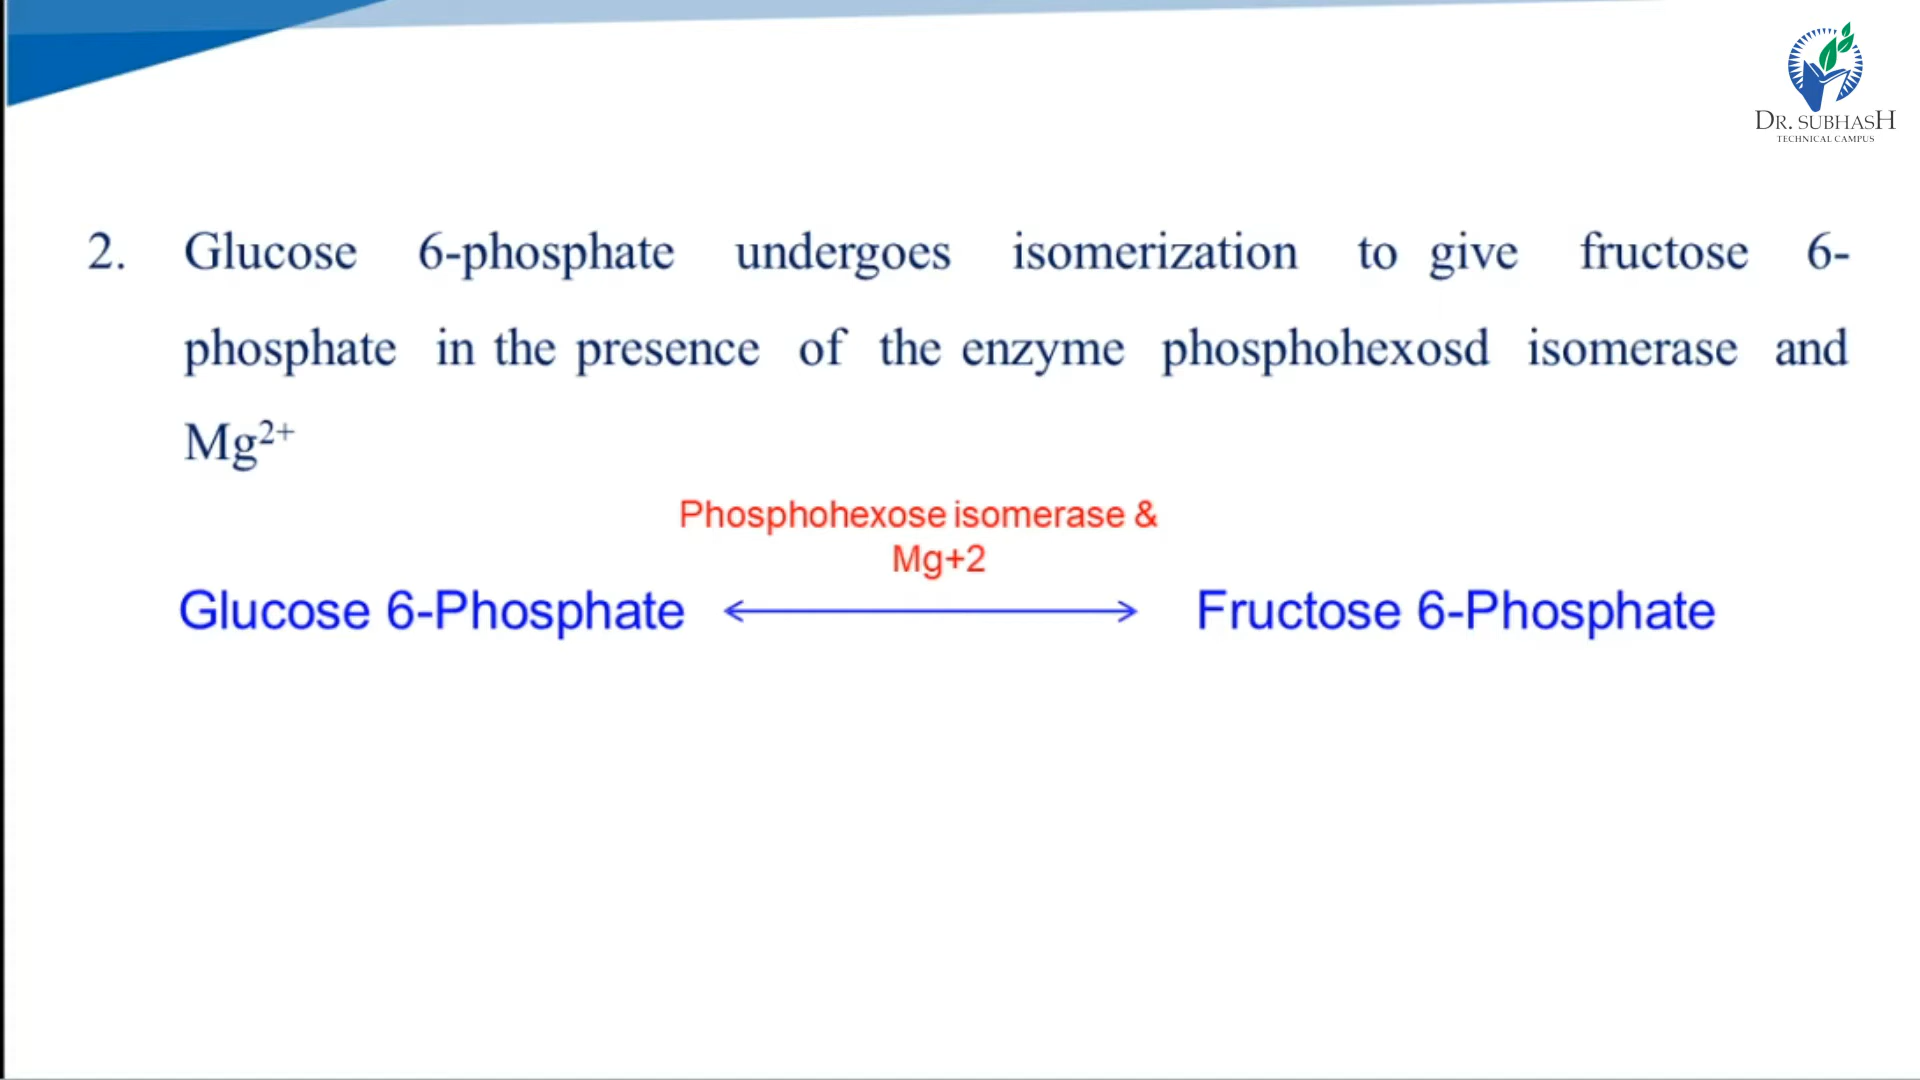 DR. SUBHASH
TECHNICAL CAMPUS
2. Glucose 6-phosphate undergoes isomerization to give fructose 6-
phosphate in the presence of the enzyme phosphohexosd isomerase and
Mg²⁺
Phosphohexose isomerase &
Mg+2
Glucose 6-Phosphate ⟷ Fructose 6-Phosphate